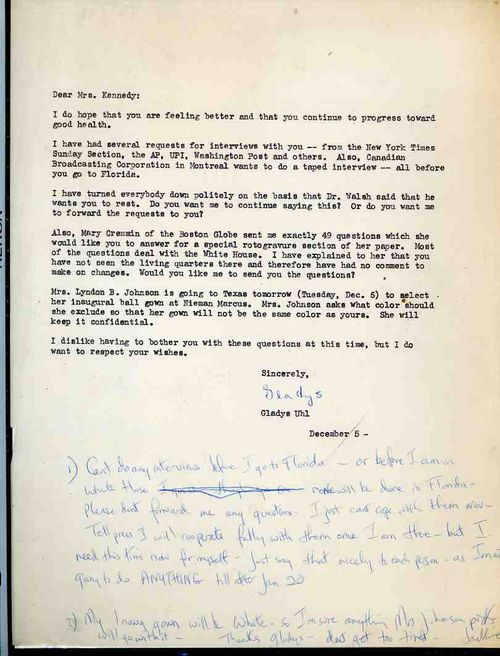 Dear Mrs. Kennedy:
I do hope that you are feeling better and that you continue to progress toward
good health.
I have had several requests for interviews with you -- from the New York Times
Sunday Section, the AP, UPI, Washington Post and others. Also, Canadian
Broadcasting Corporation in Montreal wants to do a taped interview -- all before
you go to Florida.
I have turned everybody down politely on the basis that Dr. Walsh said that he
wants you to rest. Do you want me to continue saying this? Or do you want me
to forward the requests to you?
Also, Mary Cremmin of the Boston Globe sent me exactly 49 questions which she
would like you to answer for a special rotogravure section of her paper. Most
of the questions deal with the White House. I have explained to her that you
have yet to seen the living quarters there and therefore have had no comment to
make on changes. Would you like me to send you the questions?
Mrs. Lyndon B. Johnson is going to Texas tomorrow (Tuesday, Dec. 6) to select
her inaugural ball gown at Nieman Marcus. Mrs. Johnson asks what color should
she exclude so that her gown will not be the same color as yours. She will
keep it confidential.
I dislike having to bother you with these questions at this time, but I do
want to respect your wishes.
Sincerely,
Gladys
Gladys Uhl
December 5 -
1) Can't do any interviews before I go to Florida - or before I am in
White House none will be done in Florida -
Please don't forward me any questions - I just can't cope with them now -
Tell press I will cooperate fully with them once I am there - but I
need this time now for myself - Just say that nicely to each person - as I'm not
going to do ANYTHING till after Jan 20
2) My Inaug gown will be White - so I'm sure anything Mrs Johnson picks
will go with it - Thanks Gladys - don't get too tired - Jackie